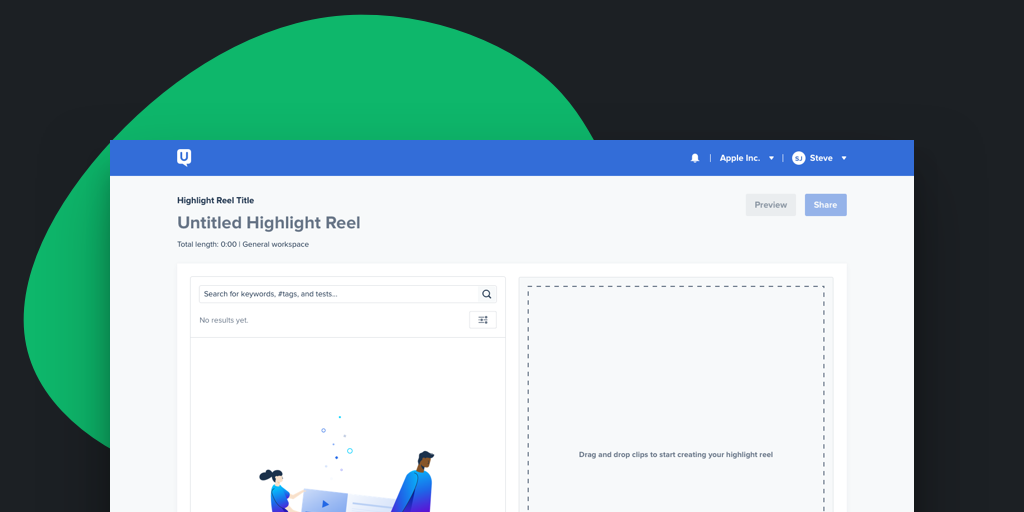 U
Apple Inc.
SJ
Steve
Highlight Reel Title
Untitled Highlight Reel
Preview
Share
Total length: 0:00 | General workspace
Search for keywords, #tags, and tests...
No results yet.
Drag and drop clips to start creating your highlight reel